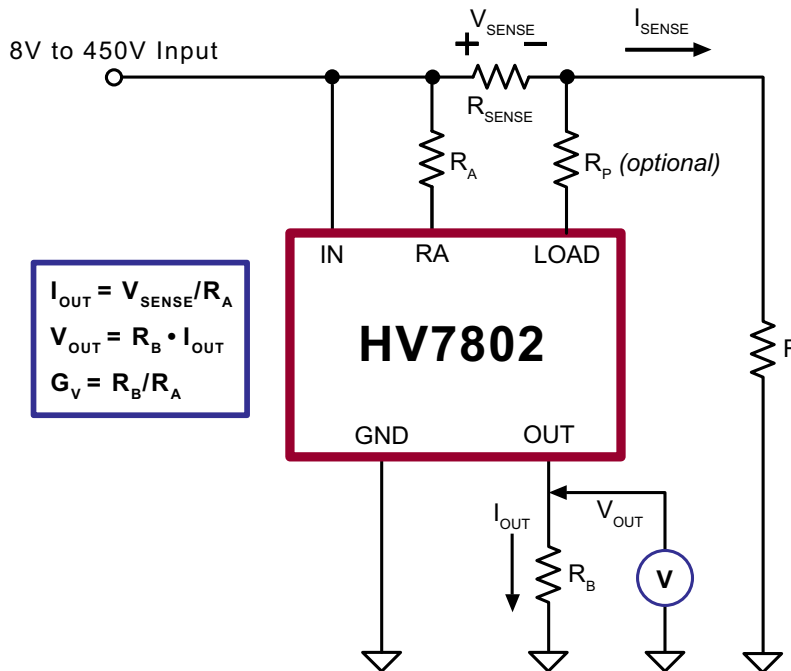 V_SENSE
+ −
I_SENSE
8V to 450V Input
R_SENSE
R_A
R_P (optional)
IN RA LOAD
I_OUT = V_SENSE/R_A
V_OUT = R_B • I_OUT
G_V = R_B/R_A
HV7802
GND OUT
I_OUT
V_OUT
R_B
V